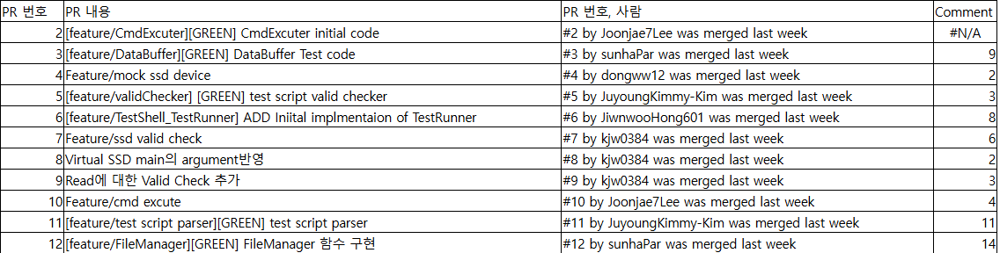 PR 번호 PR 내용 PR 번호, 사람 Comment
2 [feature/CmdExcuter][GREEN] CmdExcuter initial code #2 by Joonjae7Lee was merged last week #N/A
3 [feature/DataBuffer][GREEN] DataBuffer Test code #3 by sunhaPar was merged last week 9
4 Feature/mock ssd device #4 by dongww12 was merged last week 2
5 [feature/validChecker] [GREEN] test script valid checker #5 by JuyoungKimmy-Kim was merged last week 3
6 [feature/TestShell_TestRunner] ADD Iniital implmentaion of TestRunner #6 by JiwnwooHong601 was merged last week 8
7 Feature/ssd valid check #7 by kjw0384 was merged last week 6
8 Virtual SSD main의 argument반영 #8 by kjw0384 was merged last week 2
9 Read에 대한 Valid Check 추가 #9 by kjw0384 was merged last week 3
10 Feature/cmd excute #10 by Joonjae7Lee was merged last week 4
11 [feature/test script parser][GREEN] test script parser #11 by JuyoungKimmy-Kim was merged last week 11
12 [feature/FileManager][GREEN] FileManager 함수 구현 #12 by sunhaPar was merged last week 14